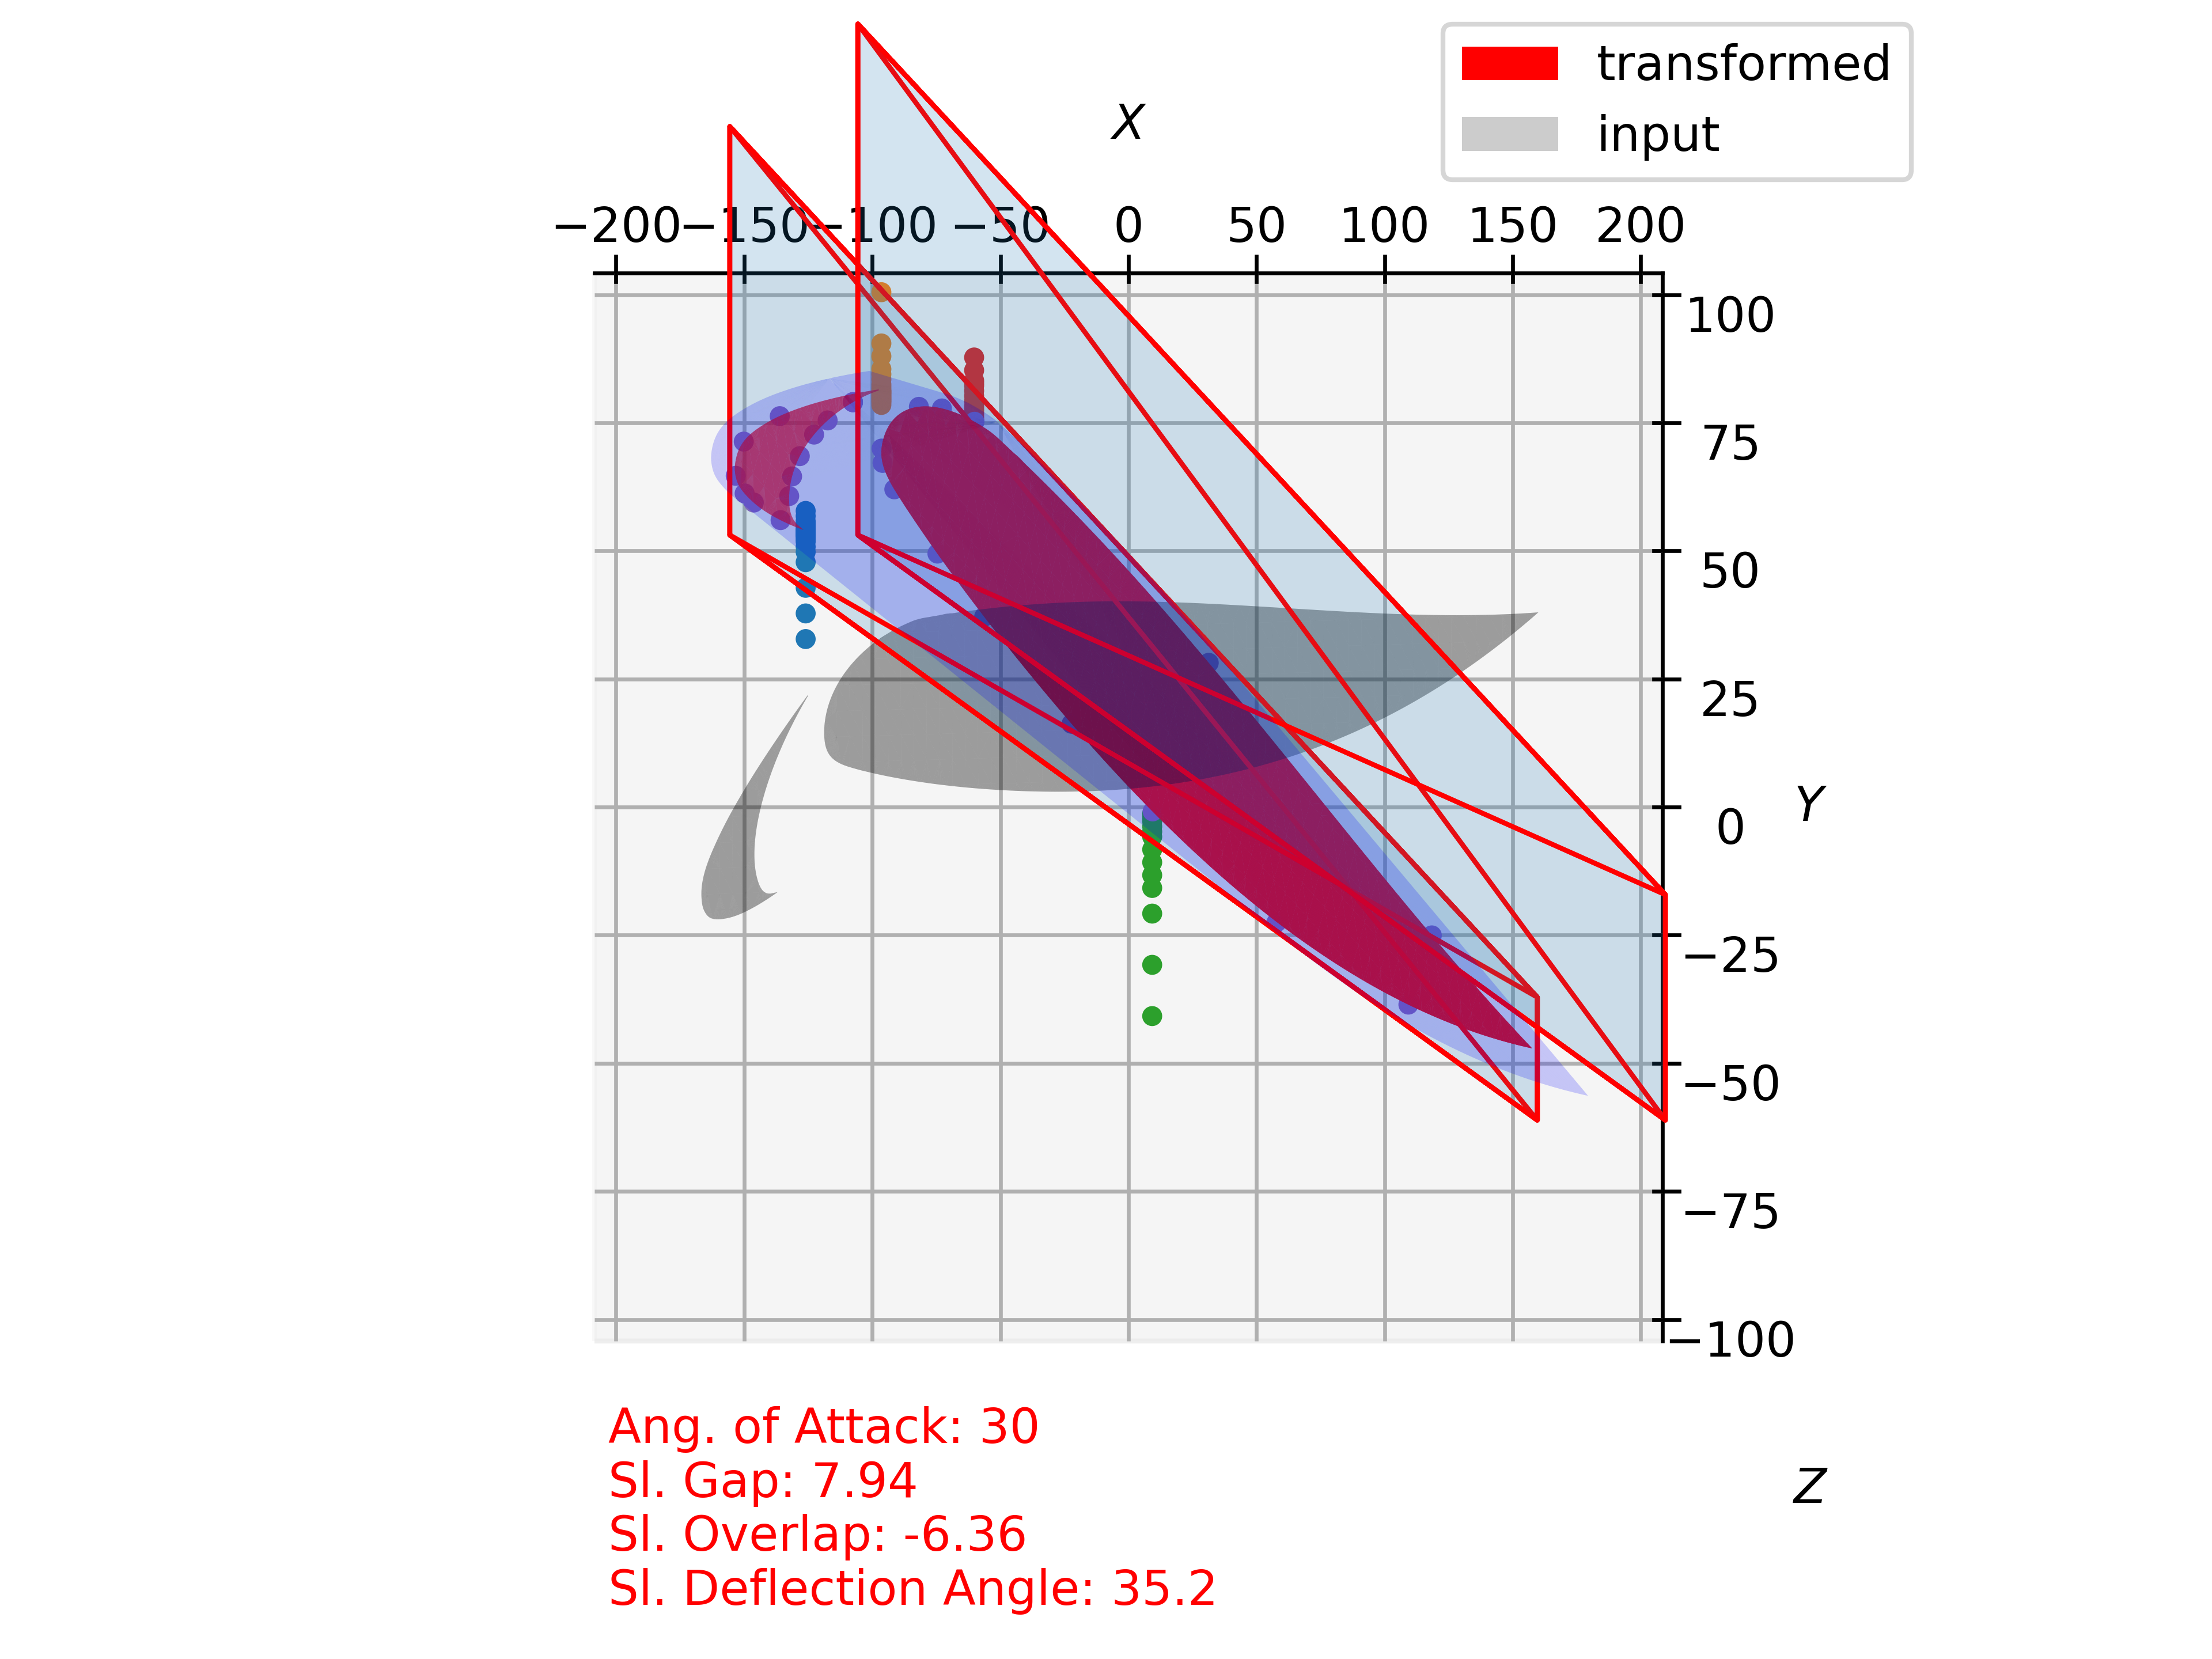 transformed
input
X
−200 −150 −100 −50 0 50 100 150 200
100
75
50
25
0
Y
−25
−50
−75
−100
Ang. of Attack: 30
Sl. Gap: 7.94
Z
Sl. Overlap: -6.36
Sl. Deflection Angle: 35.2